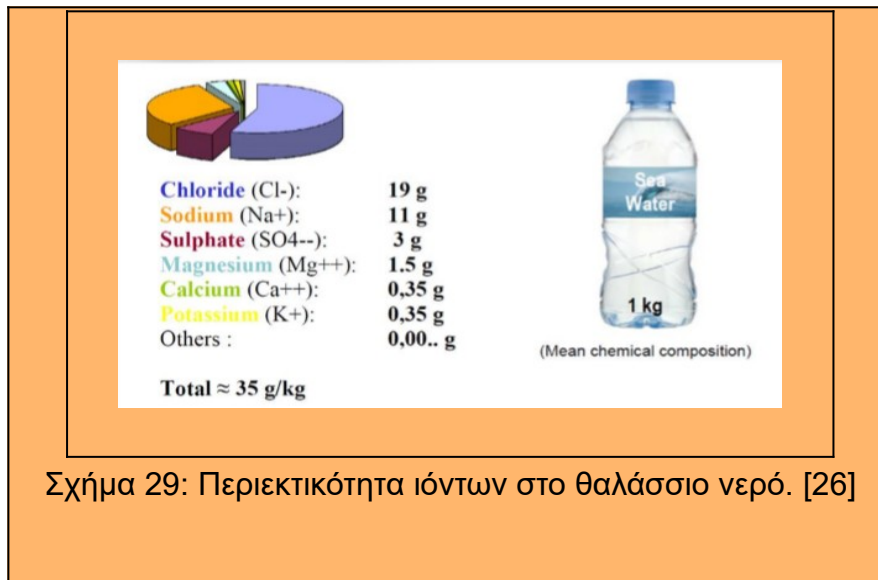 Chloride (Cl-): 19 g
Sodium (Na+): 11 g
Sulphate (SO4--): 3 g
Magnesium (Mg++): 1.5 g
Calcium (Ca++): 0,35 g
Potassium (K+): 0,35 g
Others : 0,00.. g
Total ≈ 35 g/kg
Sea
Water
1 kg
(Mean chemical composition)
Σχήμα 29: Περιεκτικότητα ιόντων στο θαλάσσιο νερό. [26]